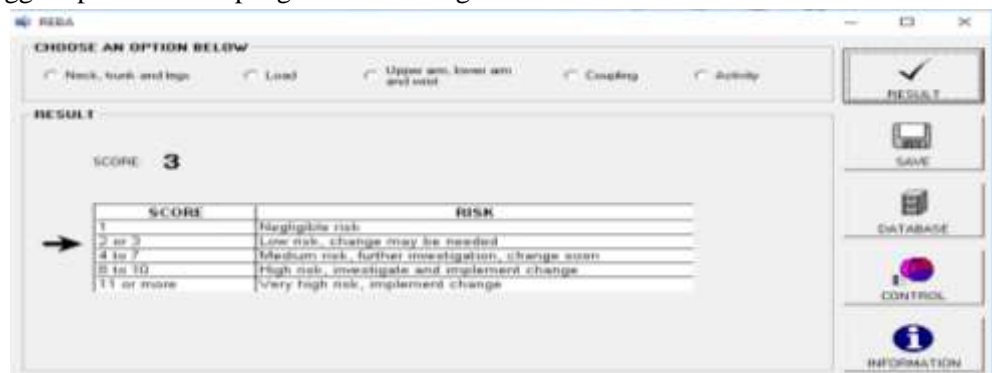 REBA
CHOOSE AN OPTION BELOW
Neck, trunk and legs
Load
Upper arm, lower arm and wrist
Coupling
Activity
RESULT
RESULT
SCORE: 3
SCORE RISK
1 Negligible risk
2 or 3 Low risk, change may be needed
4 to 7 Medium risk, further investigation, change soon
8 to 10 High risk, investigate and implement change
11 or more Very high risk, implement change
SAVE
DATABASE
CONTROL
INFORMATION